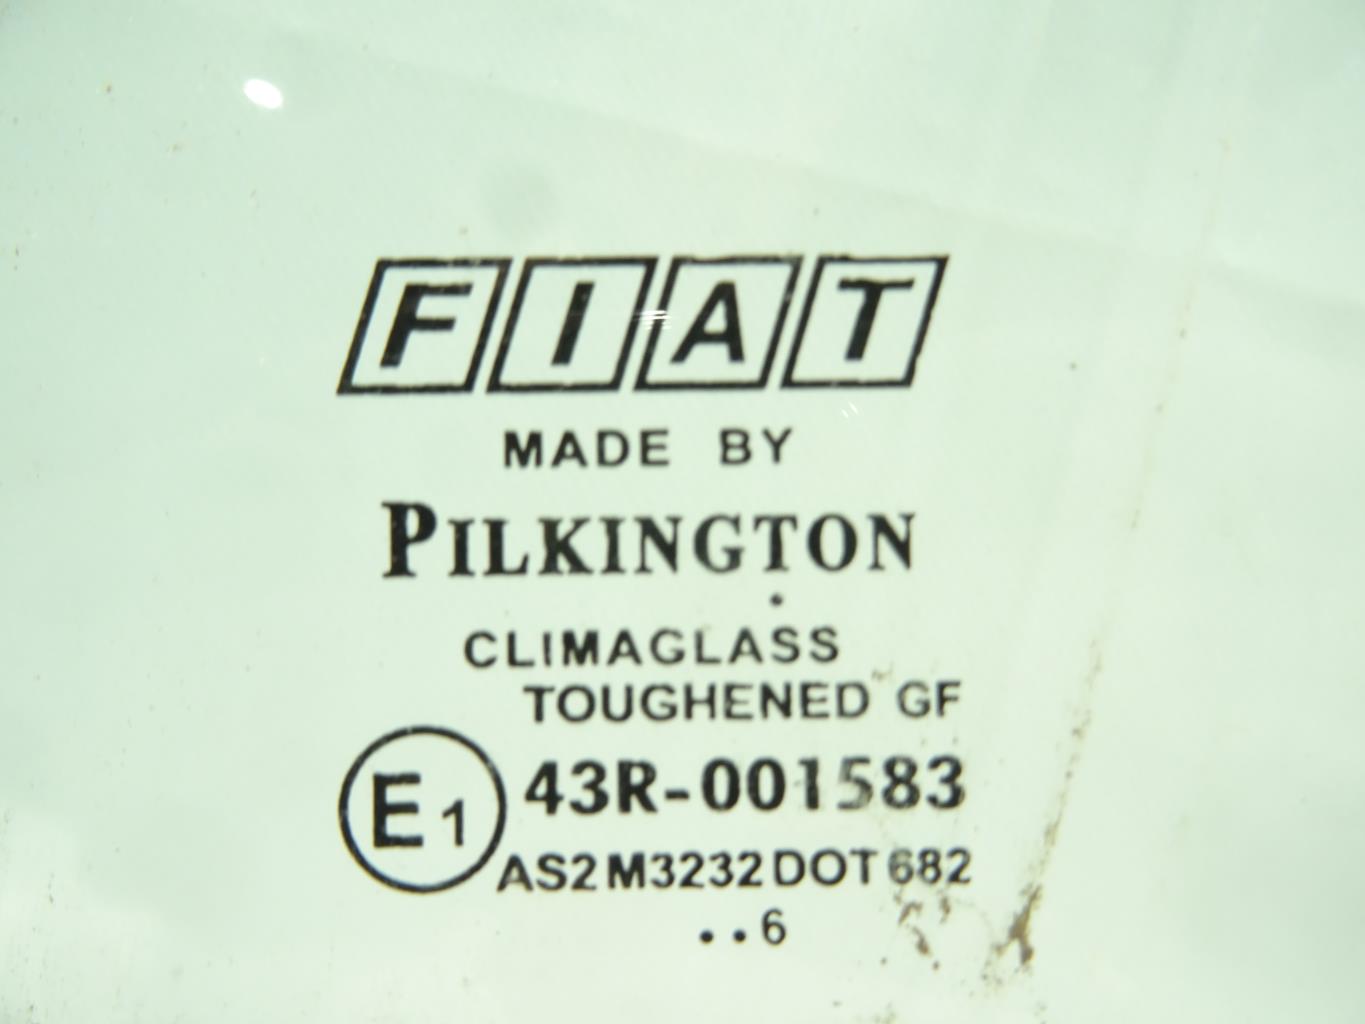 FIAT
MADE BY
PILKINGTON
CLIMAGLASS
TOUGHENED GF
E1 43R-001583
AS2 M3232 DOT 682
..6